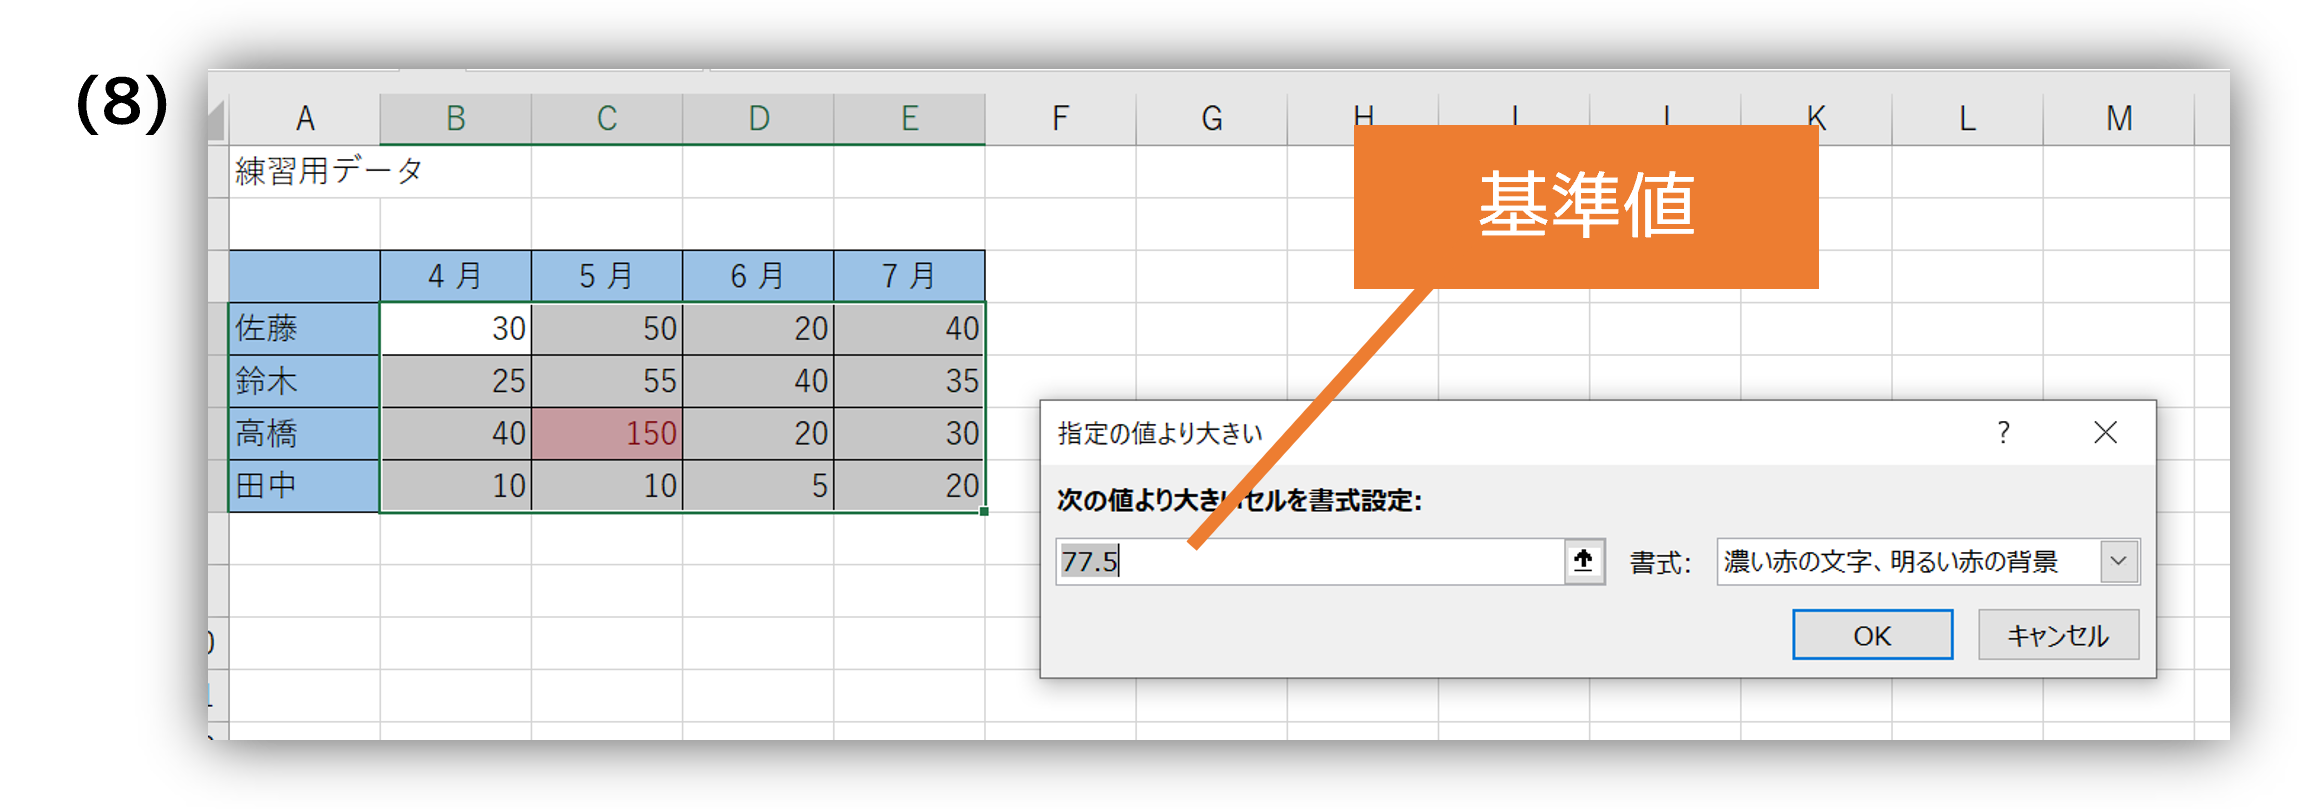 (8)
A B C D E F G H K L M
練習用データ
基準値
4 月 5 月 6 月 7 月
佐藤 30 50 20 40
鈴木 25 55 40 35
高橋 40 150 20 30
田中 10 10 5 20
指定の値より大きい ?
次の値より大きいセルを書式設定:
77.5 書式: 濃い赤の文字、明るい赤の背景
OK キャンセル